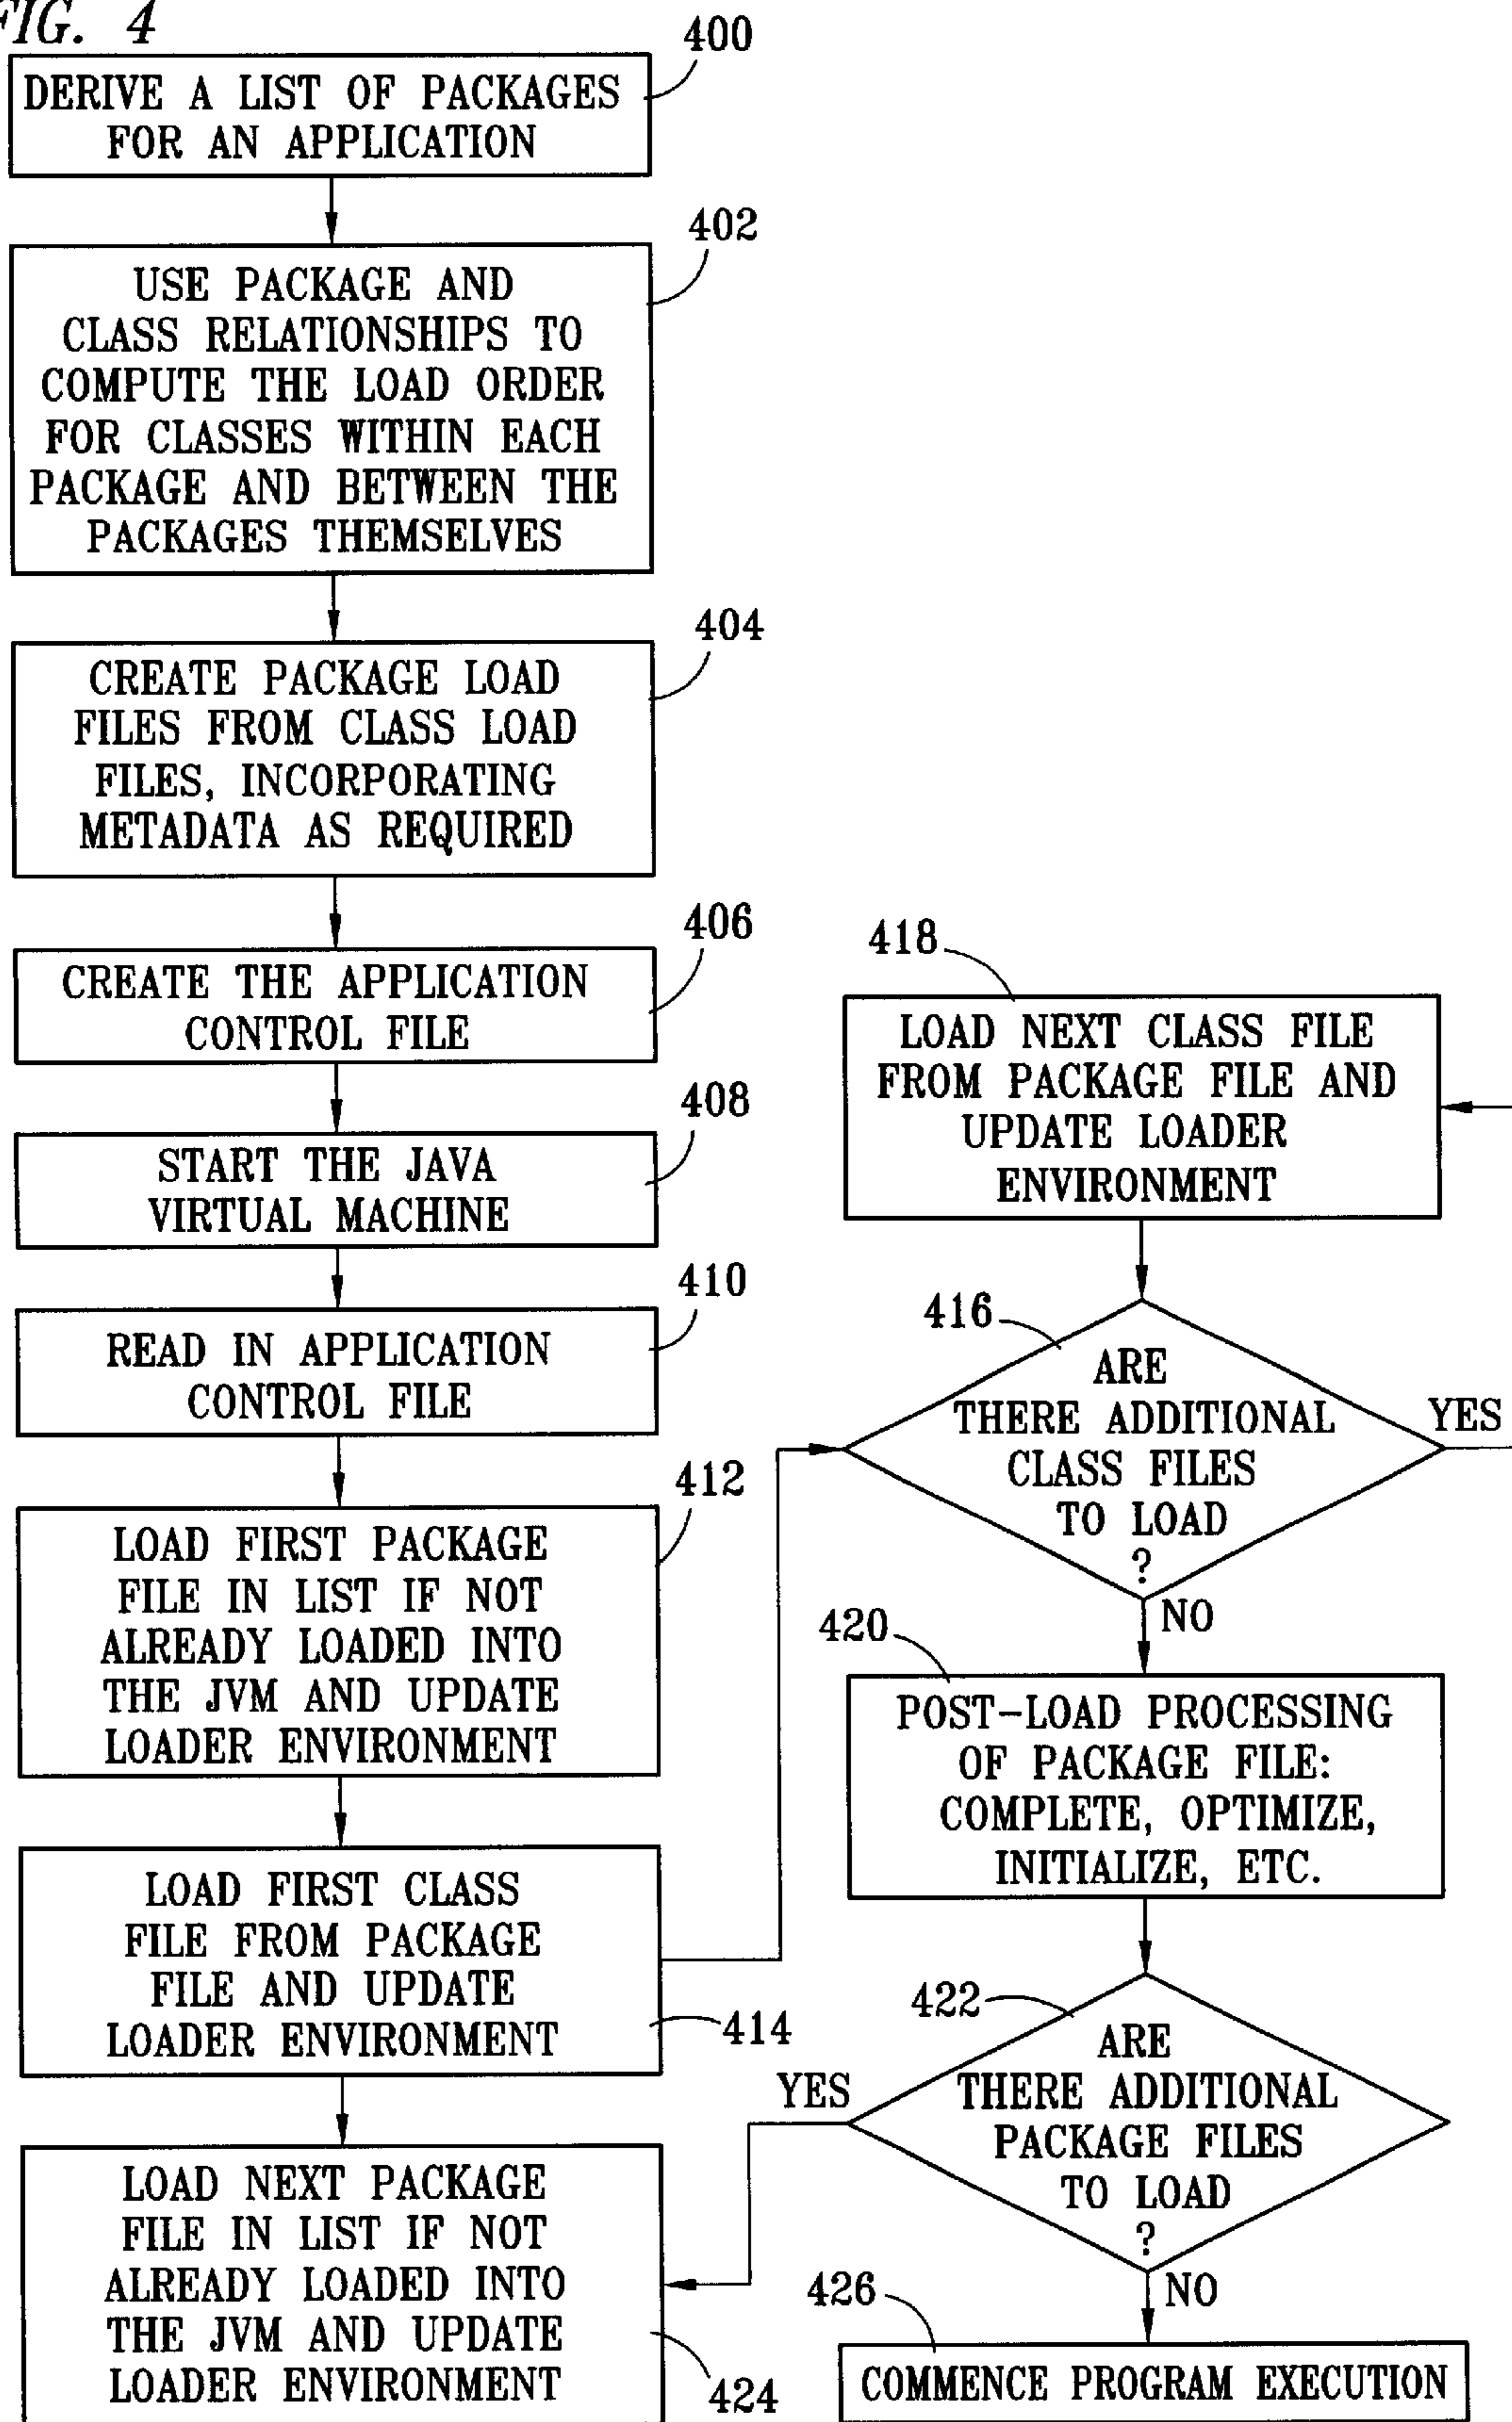 FIG. 4
400
DERIVE A LIST OF PACKAGES
FOR AN APPLICATION
402
USE PACKAGE AND
CLASS RELATIONSHIPS TO
COMPUTE THE LOAD ORDER
FOR CLASSES WITHIN EACH
PACKAGE AND BETWEEN THE
PACKAGES THEMSELVES
404
CREATE PACKAGE LOAD
FILES FROM CLASS LOAD
FILES, INCORPORATING
METADATA AS REQUIRED
406
CREATE THE APPLICATION
CONTROL FILE
408
START THE JAVA
VIRTUAL MACHINE
410
READ IN APPLICATION
CONTROL FILE
412
LOAD FIRST PACKAGE
FILE IN LIST IF NOT
ALREADY LOADED INTO
THE JVM AND UPDATE
LOADER ENVIRONMENT
LOAD FIRST CLASS
FILE FROM PACKAGE
FILE AND UPDATE
LOADER ENVIRONMENT
414
LOAD NEXT PACKAGE
FILE IN LIST IF NOT
ALREADY LOADED INTO
THE JVM AND UPDATE
LOADER ENVIRONMENT
424
418
LOAD NEXT CLASS FILE
FROM PACKAGE FILE AND
UPDATE LOADER
ENVIRONMENT
416
ARE
THERE ADDITIONAL
CLASS FILES
TO LOAD
?
YES
NO
420
POST-LOAD PROCESSING
OF PACKAGE FILE:
COMPLETE, OPTIMIZE,
INITIALIZE, ETC.
422
ARE
THERE ADDITIONAL
PACKAGE FILES
TO LOAD
?
YES
NO
426
COMMENCE PROGRAM EXECUTION